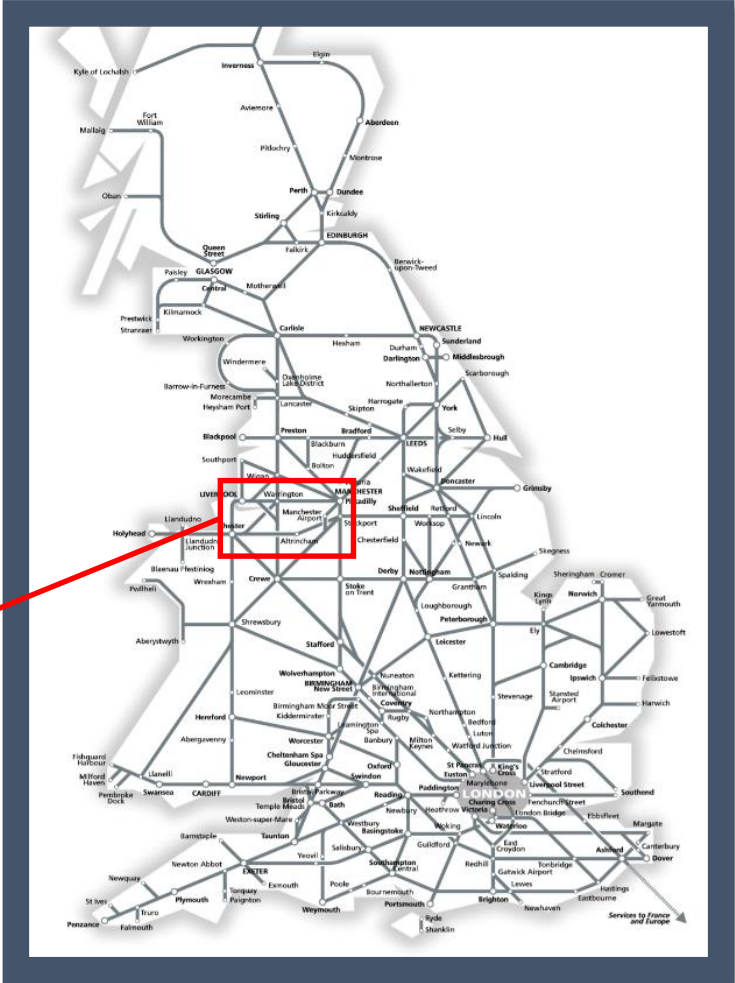 Elgin
Inverness
Kyle of Lochalsh
Aviemore
Fort
William
Aberdeen
Mallaig
Pitlochry
Montrose
Perth
Dundee
Oban
Stirling
Kirkcaldy
EDINBURGH
Queen
Street
Falkirk
Berwick-
upon-Tweed
Paisley
GLASGOW
Central
Motherwell
Prestwick
Kilmarnock
Stranraer
Carlisle
NEWCASTLE
Workington
Hexham
Sunderland
Durham
Darlington
Middlesbrough
Windermere
Scarborough
Oxenholme
Lake District
Northallerton
Barrow-in-Furness
Morecambe
Heysham Port
Lancaster
Harrogate
York
Skipton
Blackpool
Preston
Bradford
Selby
Hull
Blackburn
LEEDS
Huddersfield
Southport
Bolton
Wakefield
Wigan
Doncaster
LIVERPOOL
Warrington
MANCHESTER
Piccadilly
Grimsby
Manchester
Airport
Sheffield
Retford
Lincoln
Llandudno
Stockport
Worksop
Holyhead
Llandudno
Junction
Altrincham
Chesterfield
Newark
Skegness
Blaenau Ffestiniog
Wrexham
Crewe
Stoke
on Trent
Derby
Nottingham
Spalding
Grantham
Sheringham
Cromer
Pwllheli
Kings
Lynn
Norwich
Great
Yarmouth
Loughborough
Shrewsbury
Peterborough
Ely
Lowestoft
Aberystwyth
Stafford
Leicester
Wolverhampton
BIRMINGHAM
New Street
Nuneaton
Kettering
Cambridge
Birmingham
International
Ipswich
Felixstowe
Leominster
Coventry
Stevenage
Stansted
Airport
Birmingham Moor Street
Kidderminster
Rugby
Northampton
Harwich
Hereford
Leamington
Spa
Bedford
Colchester
Abergavenny
Worcester
Banbury
Milton
Keynes
Luton
Cheltenham Spa
Gloucester
Watford Junction
Chelmsford
Fishguard
Harbour
Oxford
St Pancras
King's
Cross
Stratford
Milford
Haven
Llanelli
Newport
Swindon
Euston
Marylebone
Liverpool Street
Pembroke
Dock
Swansea
CARDIFF
Bristol Parkway
Reading
Paddington
LONDON
Southend
Bristol
Temple Meads
Bath
Newbury
Heathrow
Victoria
Charing Cross
Fenchurch Street
London Bridge
Weston-super-Mare
Westbury
Basingstoke
Woking
Waterloo
Ebbsfleet
Margate
Barnstaple
Taunton
Salisbury
Guildford
East
Croydon
Canterbury
Newton Abbot
Yeovil
Southampton
Central
Redhill
Gatwick Airport
Tonbridge
Ashford
Dover
EXETER
Newquay
Exmouth
Poole
Lewes
Torquay
Paignton
Bournemouth
Hastings
St Ives
Plymouth
Weymouth
Portsmouth
Brighton
Eastbourne
Truro
Newhaven
Penzance
Falmouth
Ryde
Shanklin
Services to France
and Europe